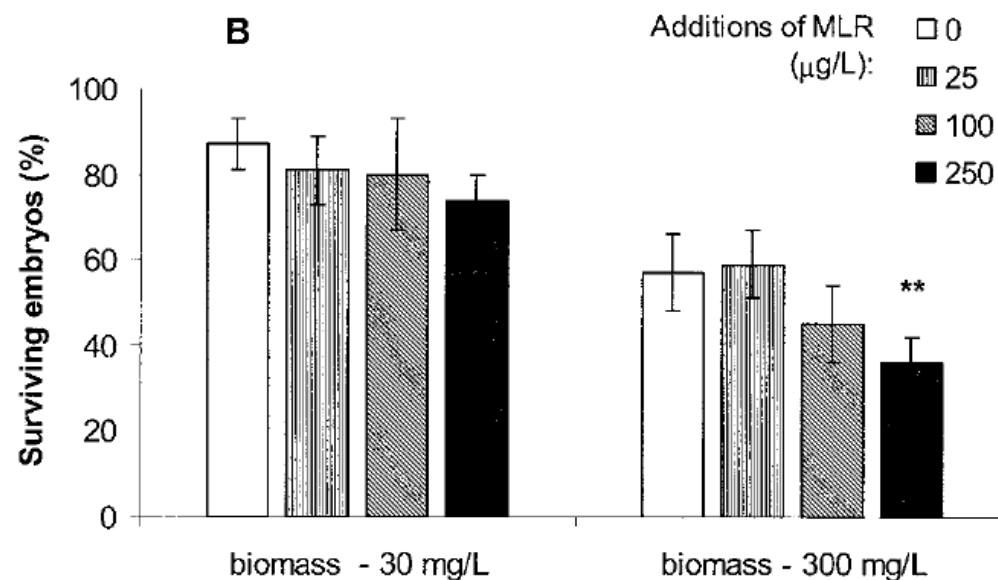 B
Additions of MLR
(µg/L):
0
25
100
250
Surviving embryos (%)
100
80
60
40
20
0
**
biomass - 30 mg/L
biomass - 300 mg/L